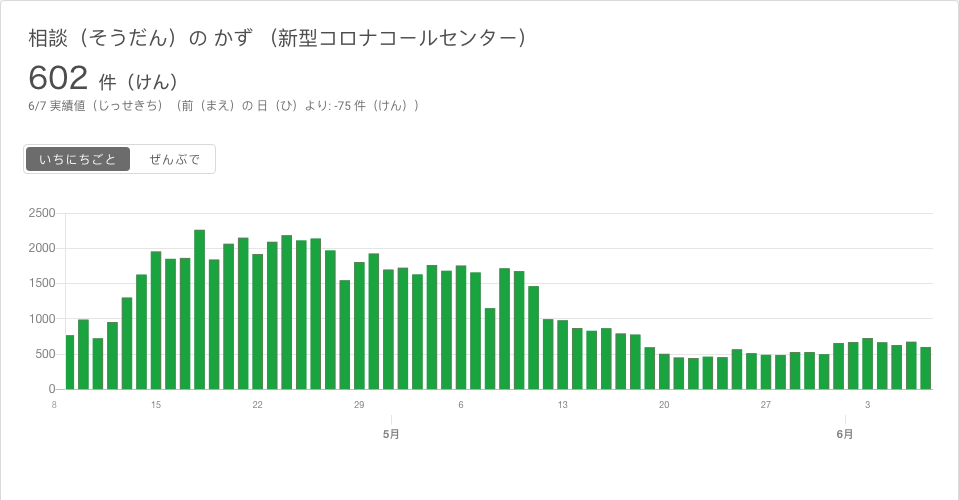 相談（そうだん）の かず （新型コロナコールセンター）
602 件（けん）
6/7 実績値（じっせきち）（前（まえ）の 日（ひ）より: -75 件（けん））
いちにちごと ぜんぶで
2500
2000
1500
1000
500
0
8 15 22 29 6 13 20 27 3
5月 6月